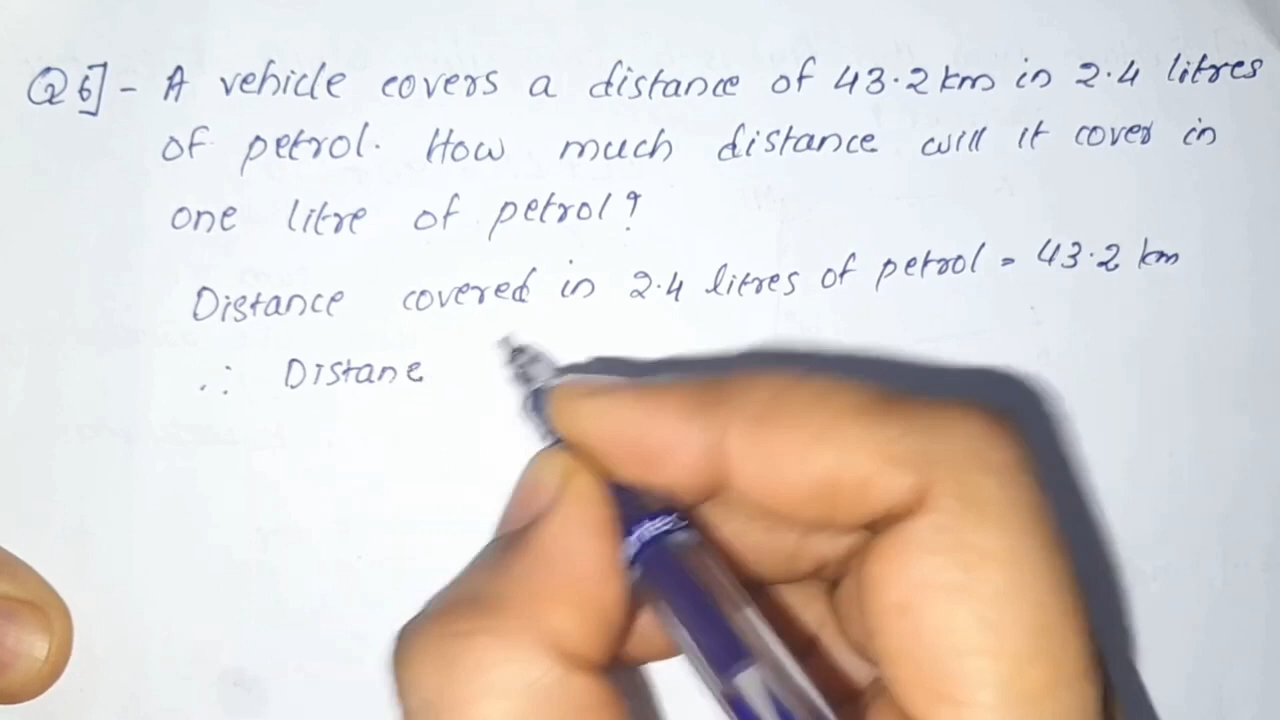 Q6]- A vehicle covers a distance of 43.2 km in 2.4 litres
of petrol. How much distance will it cover in
one litre of petrol?
Distance covered in 2.4 litres of petrol = 43.2 km
∴ Distane